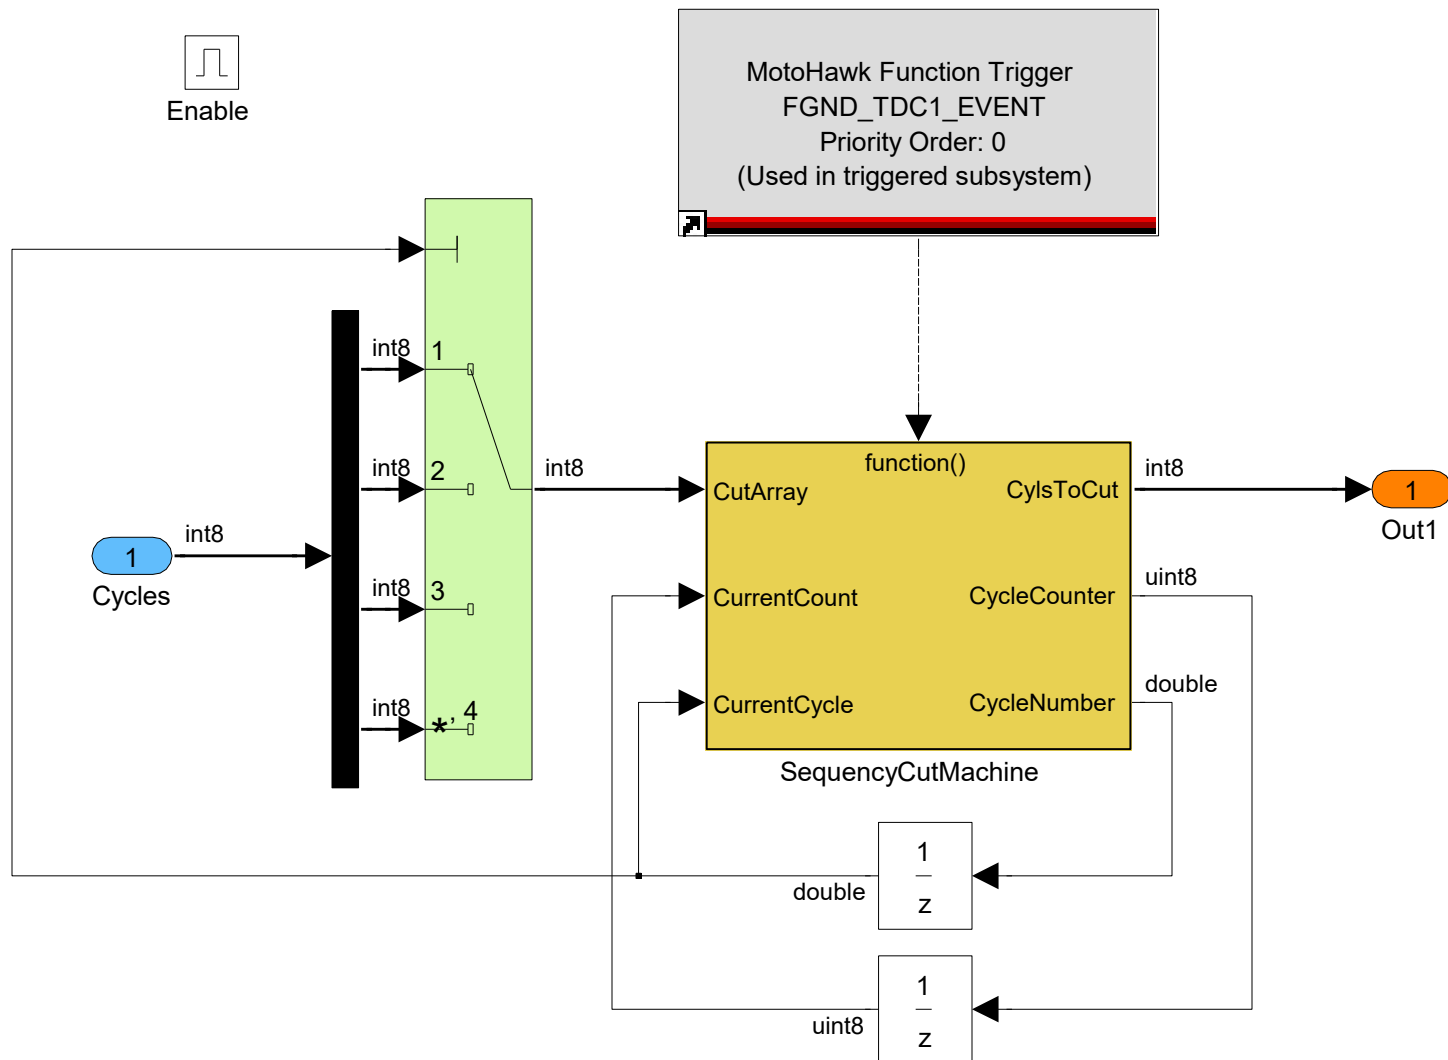 Enable
MotoHawk Function Trigger
FGND_TDC1_EVENT
Priority Order: 0
(Used in triggered subsystem)
int8
1
int8
2
int8
3
int8
*, 4
1
int8
Cycles
int8
function()
CutArray
CylsToCut
CurrentCount
CycleCounter
CurrentCycle
CycleNumber
SequencyCutMachine
int8
1
Out1
uint8
double
1
z
double
1
z
uint8